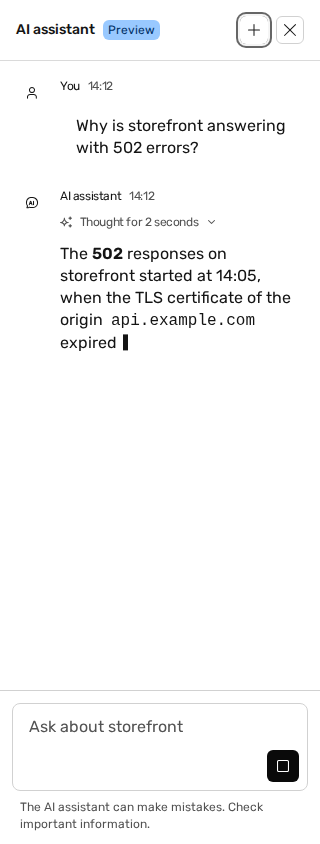 AI assistant Preview
You 14:12
Why is storefront answering
with 502 errors?
AI
AI assistant 14:12
Thought for 2 seconds
The 502 responses on
storefront started at 14:05,
when the TLS certificate of the
origin api.example.com
expired
Ask about storefront
The AI assistant can make mistakes. Check
important information.